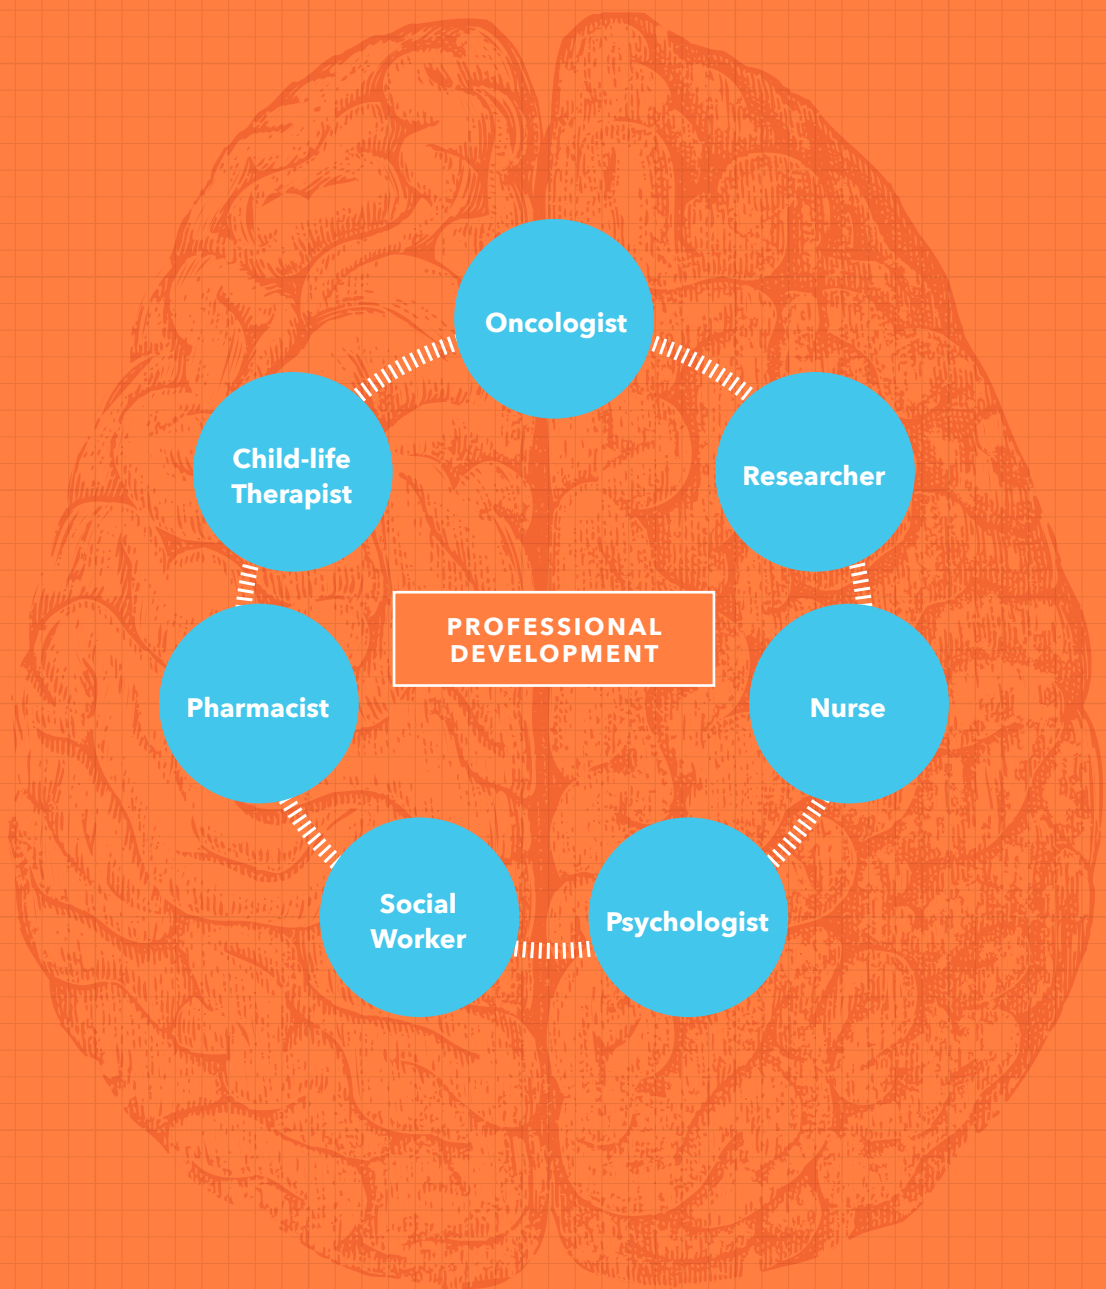 Oncologist
Child-life
Therapist
Researcher
PROFESSIONAL
DEVELOPMENT
Pharmacist
Nurse
Social
Worker
Psychologist